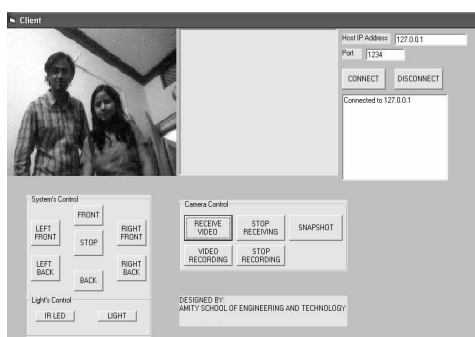 Client
Host IP Address 127.0.0.1
Port 1234
CONNECT DISCONNECT
Connected to 127.0.0.1
System's Control
FRONT
LEFT FRONT
STOP
RIGHT FRONT
LEFT BACK
BACK
RIGHT BACK
Light's Control
IR LED LIGHT
Camera Control
RECEIVE VIDEO
STOP RECEIVING
SNAPSHOT
VIDEO RECORDING
STOP RECORDING
DESIGNED BY:
AMITY SCHOOL OF ENGINEERING AND TECHNOLOGY